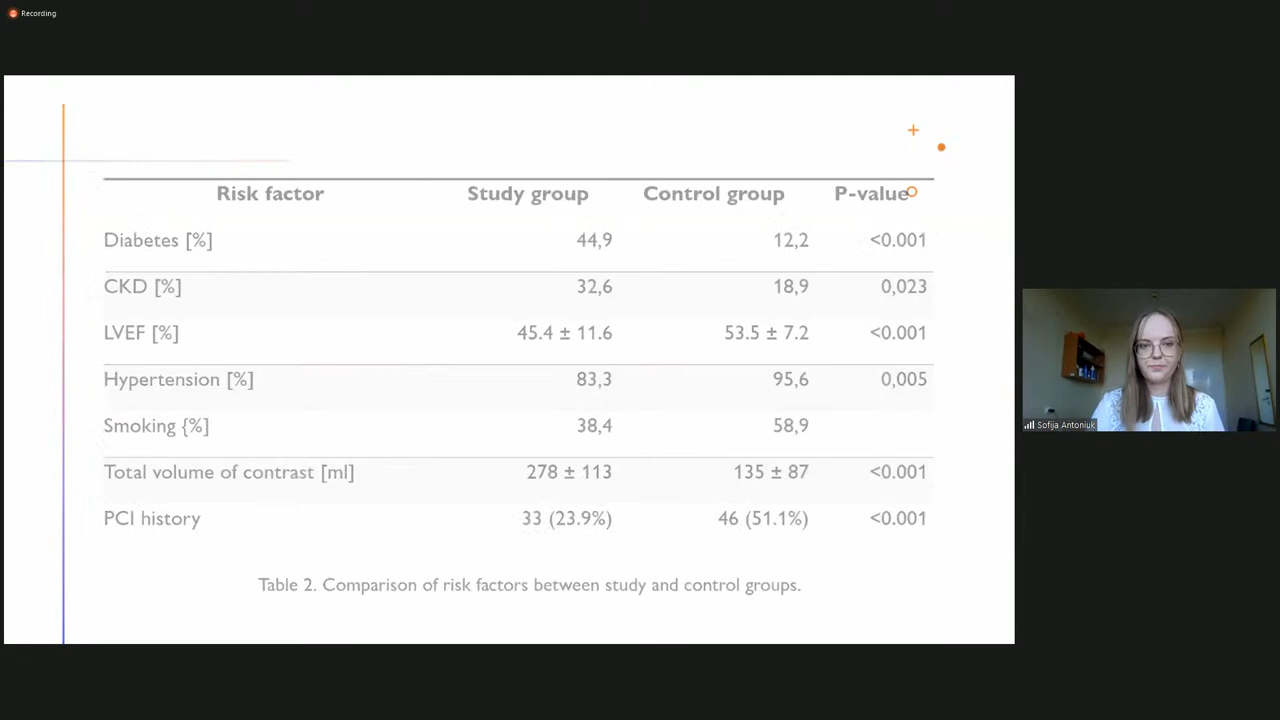 Recording
Risk factor Study group Control group P-value
Diabetes [%] 44,9 12,2 <0.001
CKD [%] 32,6 18,9 0,023
LVEF [%] 45.4 ± 11.6 53.5 ± 7.2 <0.001
Hypertension [%] 83,3 95,6 0,005
Smoking {%] 38,4 58,9
Total volume of contrast [ml] 278 ± 113 135 ± 87 <0.001
PCI history 33 (23.9%) 46 (51.1%) <0.001
Table 2. Comparison of risk factors between study and control groups.
Sofija Antoniuk